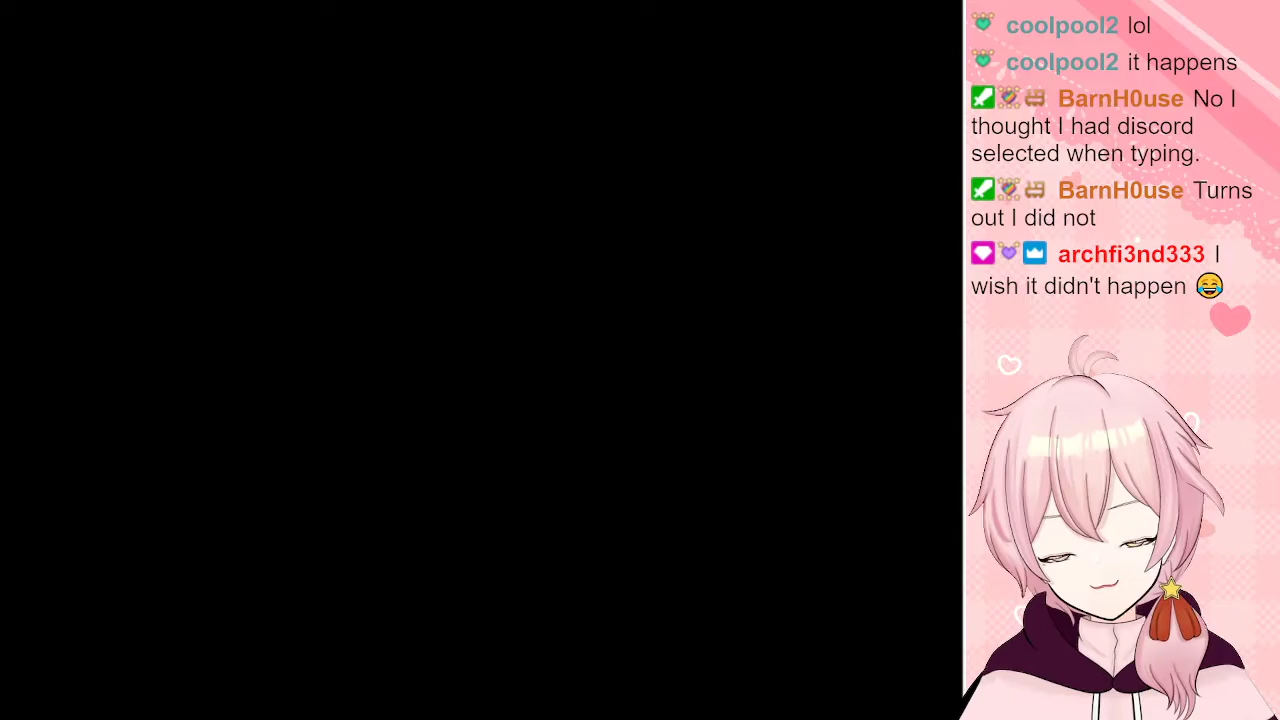 coolpool2 lol
coolpool2 it happens
BarnH0use No I
thought I had discord
selected when typing.
BarnH0use Turns
out I did not
archfi3nd333 I
wish it didn't happen 😂